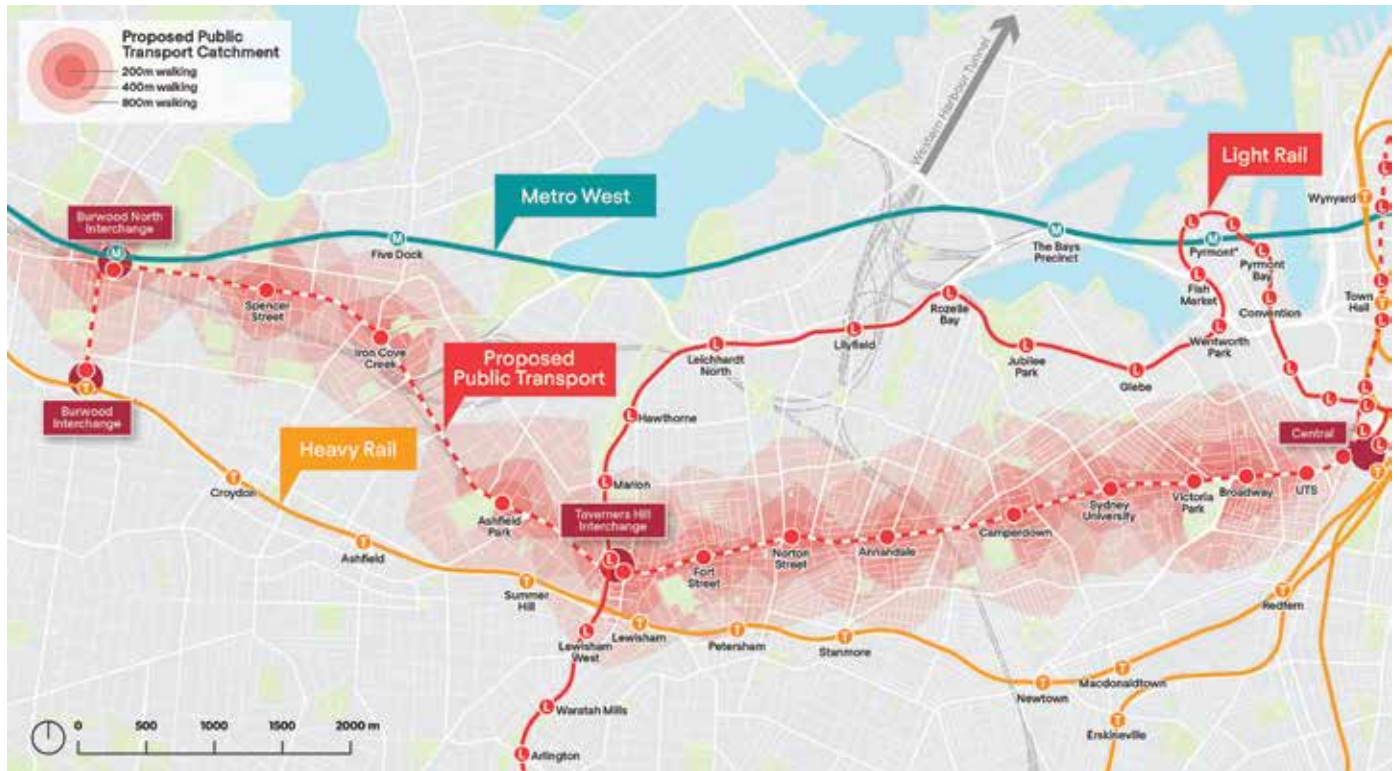 Proposed Public
Transport Catchment
200m walking
400m walking
800m walking
Western Harbour Tunnels
Light Rail
Metro West
Wynyard
T
Burwood North
Interchange
M
Five Dock
M
The Bays
Precinct
M
Pyrmont*
L
L
L
Pyrmont
Bay
L
Fish
Market
L
Convention
L
Wentworth
Park
L
L
L
Town
Hall
T
L
L
L
L
L
Central
T
Spencer
Street
Iron Cove
Creek
Proposed
Public Transport
L
Leichhardt
North
L
Lilyfield
L
Rozelle
Bay
L
Jubilee
Park
L
Glebe
T
Burwood
Interchange
L
Hawthorne
Heavy Rail
T
Croydon
L
Marion
Ashfield
Park
Taverners Hill
Interchange
L
Fort
Street
Norton
Street
Annandale
Camperdown
Sydney
University
Victoria
Park
Broadway
UTS
T
Ashfield
T
Summer
Hill
L
Lewisham
West
T
Lewisham
T
Petersham
T
Stanmore
T
Newtown
T
Macdonaldtown
T
Redfern
T
Erskineville
L
Waratah Mills
L
Arlington
0 500 1000 1500 2000 m